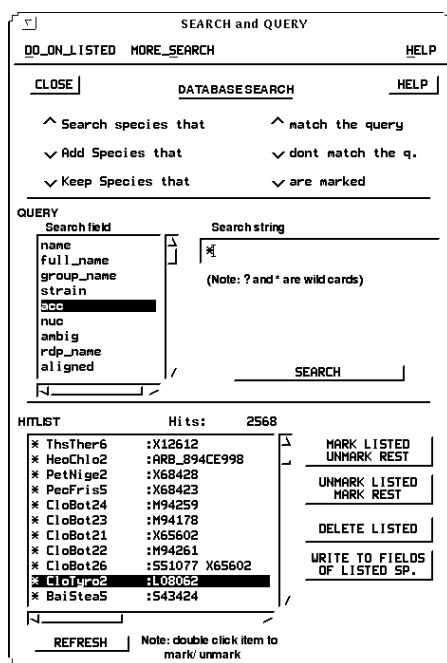 SEARCH and QUERY
DO_ON_LISTED MORE_SEARCH HELP
CLOSE DATABASE SEARCH HELP
^ Search species that ^ match the query
v Add Species that v dont match the q.
v Keep Species that v are marked
QUERY
Search field Search string
name
full_name
group_name
strain
acc
nuc
ambig
rdp_name
aligned
*
(Note: ? and * are wild cards)
SEARCH
HITLIST Hits: 2568
* ThsTher6 :X12612
* HeoChlo2 :ARB_894CE998
* PetNige2 :X68428
* PecFris5 :X68423
* CloBot24 :M94259
* CloBot23 :M94178
* CloBot21 :X65602
* CloBot22 :M94261
* CloBot26 :S51077 X65602
* CloTyro2 :L08062
* BaiStea5 :S43424
MARK LISTED
UNMARK REST
UNMARK LISTED
MARK REST
DELETE LISTED
WRITE TO FIELDS
OF LISTED SP.
REFRESH
Note: double click item to
mark/ unmark